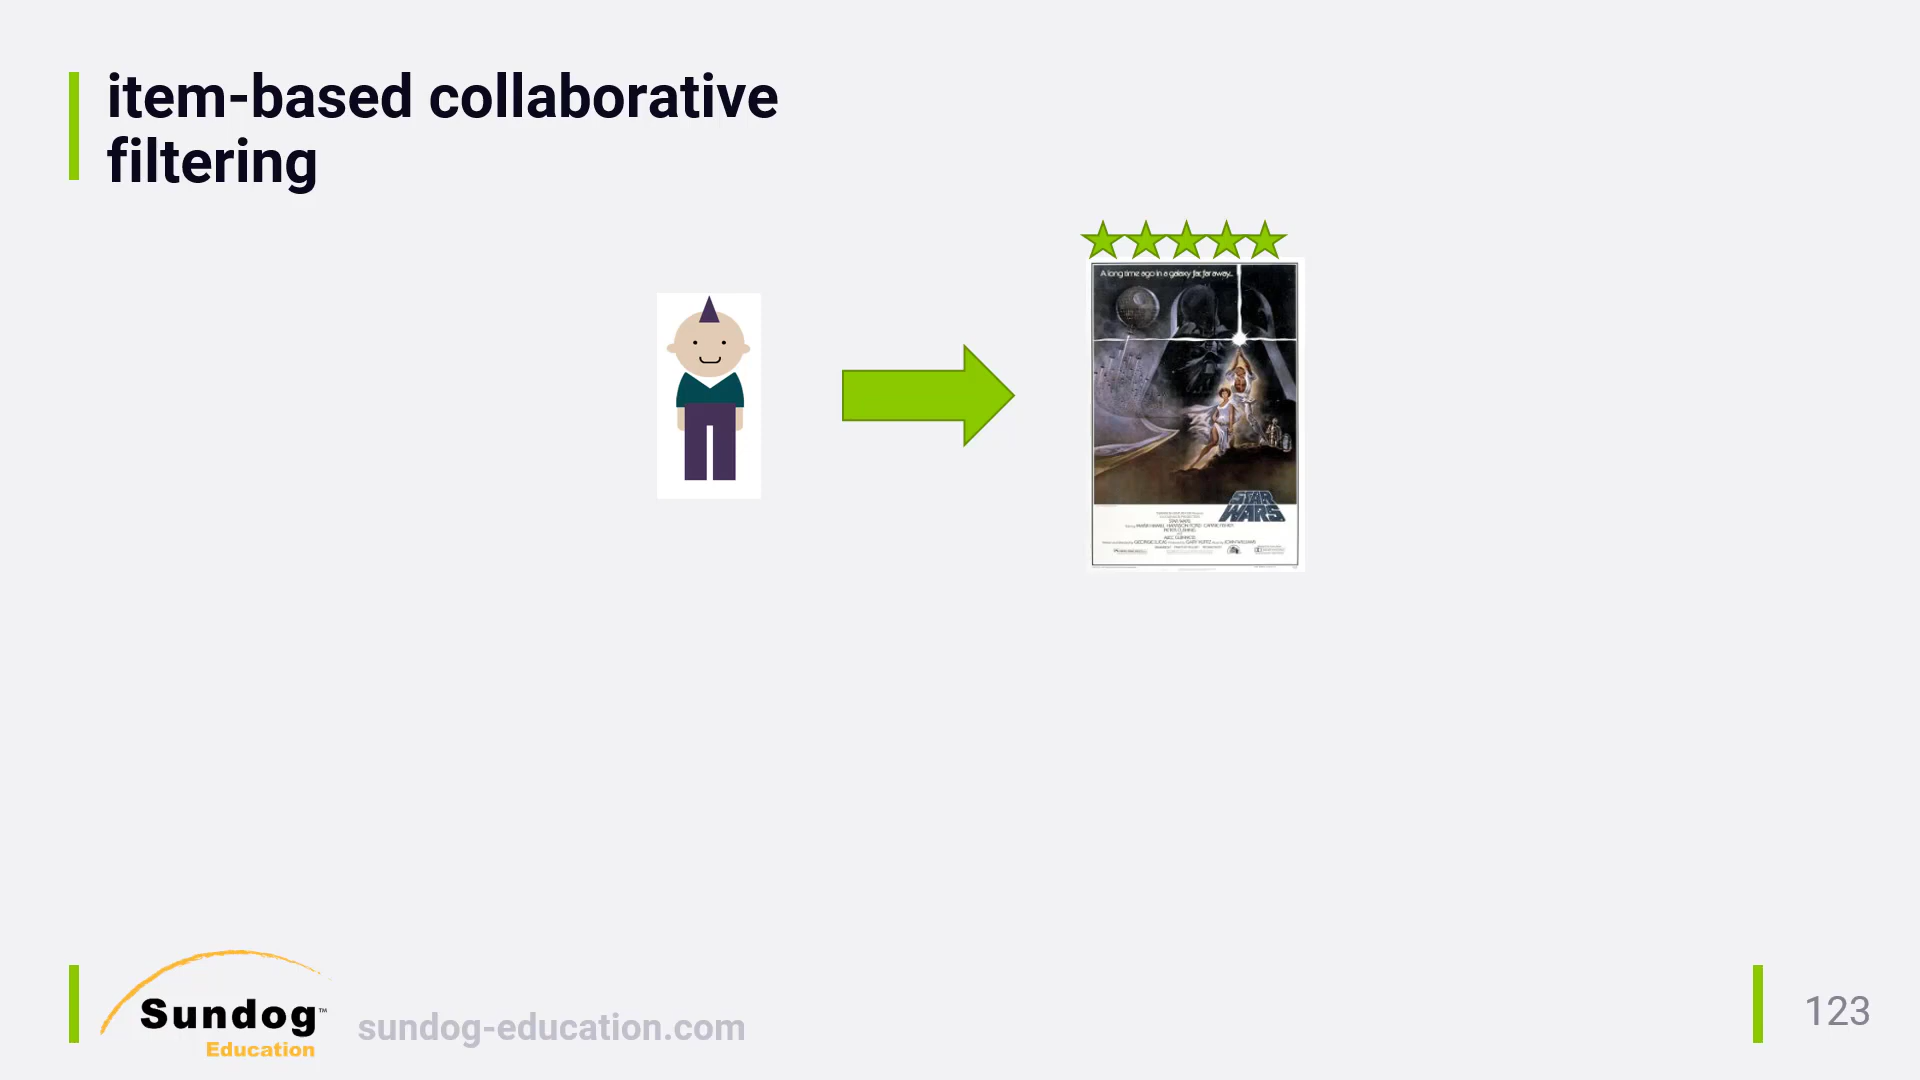 item-based collaborative
filtering
A long time ago in a galaxy far, far away...
STAR
WARS
Sundog™
Education
sundog-education.com
123